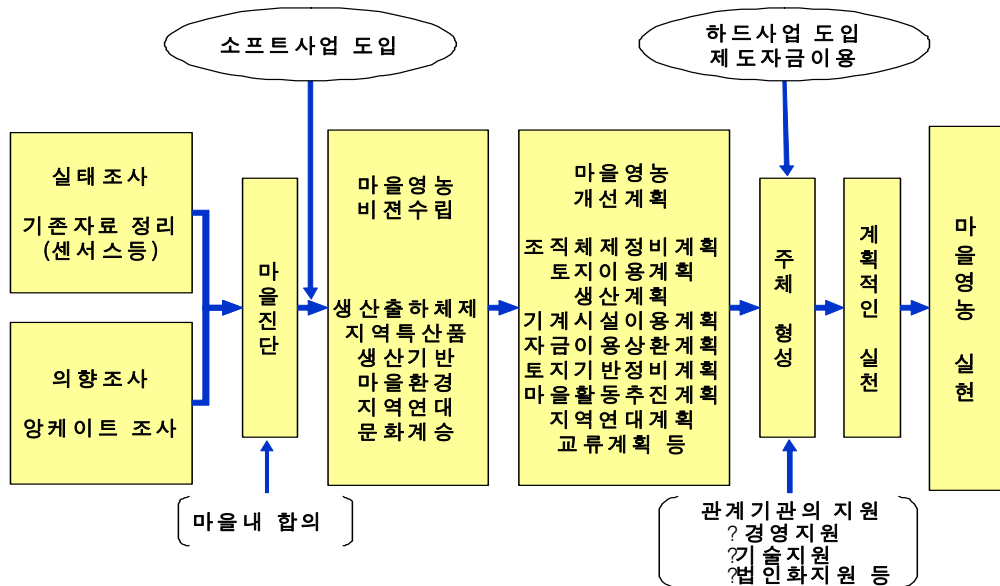 소프트사업 도입
하드사업 도입
제도자금이용
실태조사
기존자료 정리
(센서스등)
의향조사
앙케이트 조사
마을진단
마을내 합의
마을영농
비젼수립
생산출하체제
지역특산품
생산기반
마을환경
지역연대
문화계승
마을영농
개선계획
조직체제정비계획
토지이용계획
생산계획
기계시설이용계획
자금이용상환계획
토지기반정비계획
마을활동추진계획
지역연대계획
교류계획 등
주체 형성
관계기관의 지원
?경영지원
?기술지원
?법인화지원 등
계획적인 실천
마을영농 실현